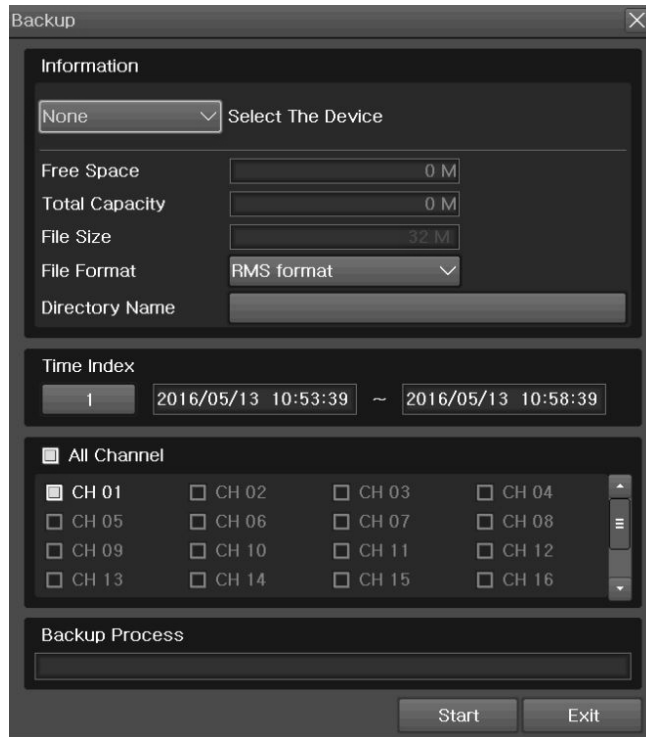 Backup
Information
None Select The Device
Free Space 0 M
Total Capacity 0 M
File Size 32 M
File Format RMS format
Directory Name
Time Index
1 2016/05/13 10:53:39 ~ 2016/05/13 10:58:39
All Channel
CH 01 CH 02 CH 03 CH 04
CH 05 CH 06 CH 07 CH 08
CH 09 CH 10 CH 11 CH 12
CH 13 CH 14 CH 15 CH 16
Backup Process
Start Exit